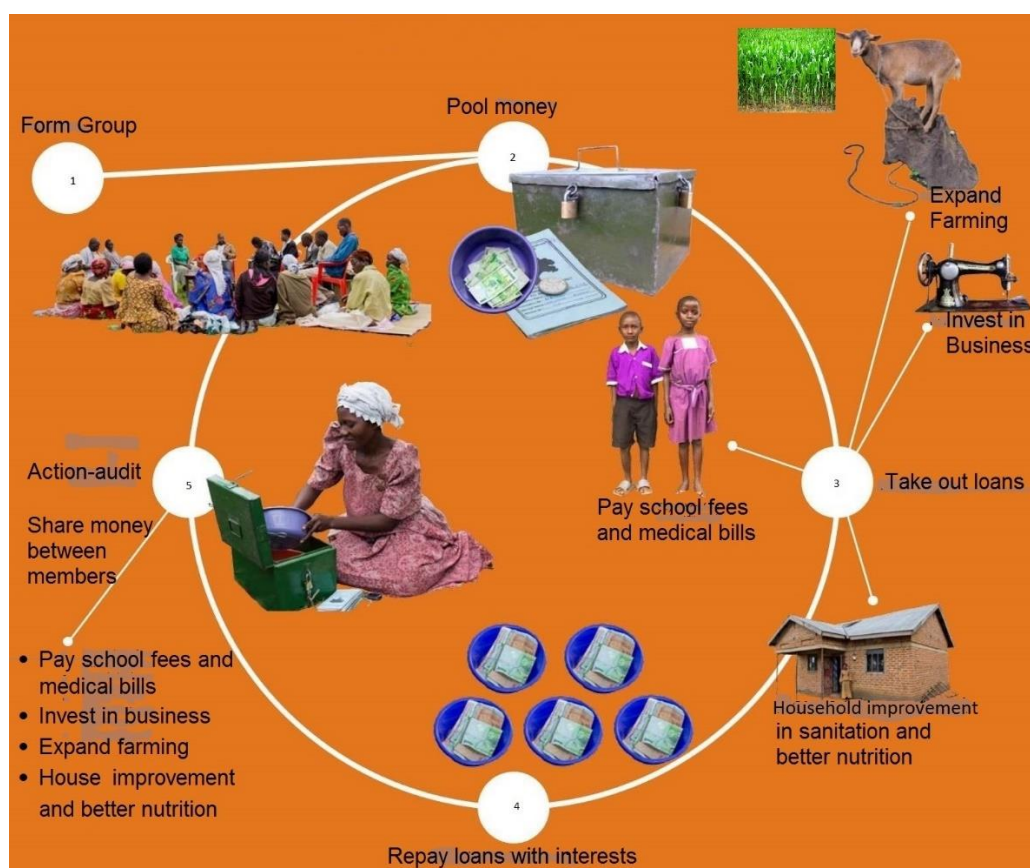 Form Group
1
Pool money
2
Expand
Farming
Invest in
Business
3
Take out loans
Pay school fees
and medical bills
Household improvement
in sanitation and
better nutrition
4
Repay loans with interests
5
Action-audit
Share money
between
members
• Pay school fees and
medical bills
• Invest in business
• Expand farming
• House improvement
and better nutrition